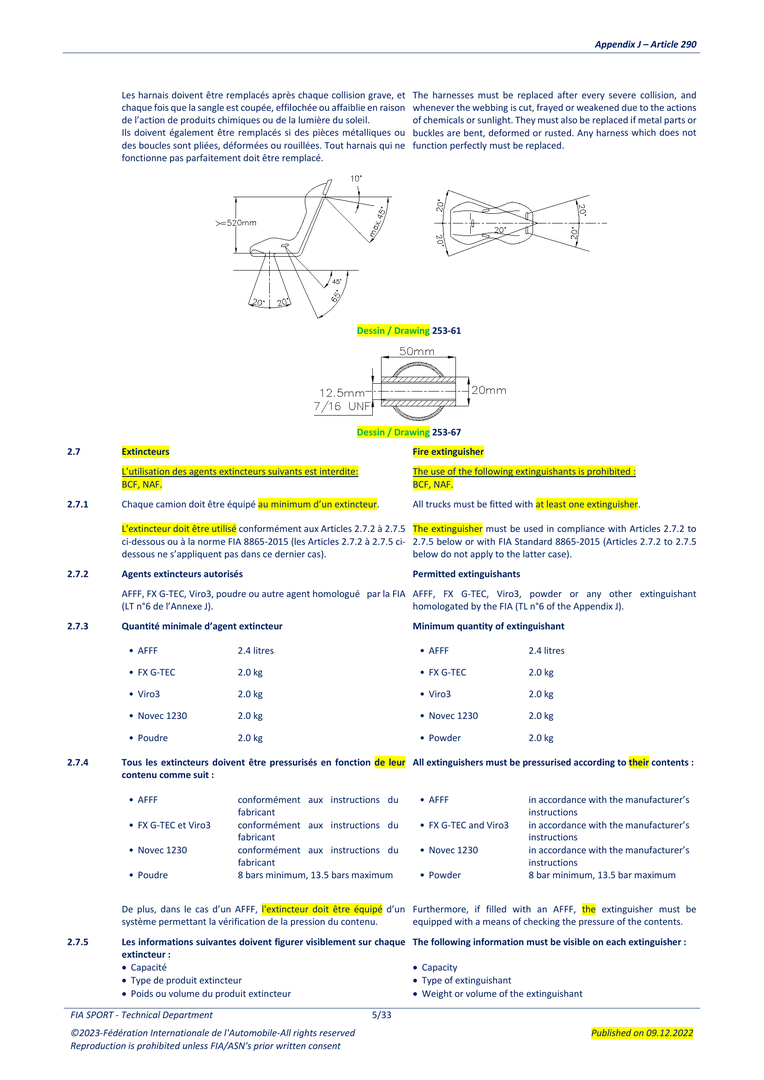 Appendix J – Article 290
Les harnais doivent être remplacés après chaque collision grave, et
chaque fois que la sangle est coupée, effilochée ou affaiblie en raison
de l'action de produits chimiques ou de la lumière du soleil.
Ils doivent également être remplacés si des pièces métalliques ou
des boucles sont pliées, déformées ou rouillées. Tout harnais qui ne
fonctionne pas parfaitement doit être remplacé.
The harnesses must be replaced after every severe collision, and
whenever the webbing is cut, frayed or weakened due to the actions
of chemicals or sunlight. They must also be replaced if metal parts or
buckles are bent, deformed or rusted. Any harness which does not
function perfectly must be replaced.
10°
>=520mm
max.45°
45°
65°
20° 20°
20°
20°
20°
20°
20°
Dessin / Drawing 253-61
50mm
12.5mm
7/16 UNF
20mm
Dessin / Drawing 253-67
2.7 Extincteurs
Fire extinguisher
L'utilisation des agents extincteurs suivants est interdite:
BCF, NAF.
The use of the following extinguishants is prohibited :
BCF, NAF.
2.7.1 Chaque camion doit être équipé au minimum d'un extincteur.
All trucks must be fitted with at least one extinguisher.
L'extincteur doit être utilisé conformément aux Articles 2.7.2 à 2.7.5
ci-dessous ou à la norme FIA 8865-2015 (les Articles 2.7.2 à 2.7.5 ci-
dessous ne s'appliquent pas dans ce dernier cas).
The extinguisher must be used in compliance with Articles 2.7.2 to
2.7.5 below or with FIA Standard 8865-2015 (Articles 2.7.2 to 2.7.5
below do not apply to the latter case).
2.7.2 Agents extincteurs autorisés
Permitted extinguishants
AFFF, FX G-TEC, Viro3, poudre ou autre agent homologué par la FIA
(LT n°6 de l'Annexe J).
AFFF, FX G-TEC, Viro3, powder or any other extinguishant
homologated by the FIA (TL n°6 of the Appendix J).
2.7.3 Quantité minimale d'agent extincteur
Minimum quantity of extinguishant
• AFFF 2.4 litres
• FX G-TEC 2.0 kg
• Viro3 2.0 kg
• Novec 1230 2.0 kg
• Poudre 2.0 kg
• AFFF 2.4 litres
• FX G-TEC 2.0 kg
• Viro3 2.0 kg
• Novec 1230 2.0 kg
• Powder 2.0 kg
2.7.4 Tous les extincteurs doivent être pressurisés en fonction de leur
contenu comme suit :
All extinguishers must be pressurised according to their contents :
• AFFF conformément aux instructions du
fabricant
• FX G-TEC et Viro3 conformément aux instructions du
fabricant
• Novec 1230 conformément aux instructions du
fabricant
• Poudre 8 bars minimum, 13.5 bars maximum
• AFFF in accordance with the manufacturer's
instructions
• FX G-TEC and Viro3 in accordance with the manufacturer's
instructions
• Novec 1230 in accordance with the manufacturer's
instructions
• Powder 8 bar minimum, 13.5 bar maximum
De plus, dans le cas d'un AFFF, l'extincteur doit être équipé d'un
système permettant la vérification de la pression du contenu.
Furthermore, if filled with an AFFF, the extinguisher must be
equipped with a means of checking the pressure of the contents.
2.7.5 Les informations suivantes doivent figurer visiblement sur chaque
extincteur :
The following information must be visible on each extinguisher :
• Capacité
• Type de produit extincteur
• Poids ou volume du produit extincteur
• Capacity
• Type of extinguishant
• Weight or volume of the extinguishant
FIA SPORT - Technical Department 5/33
©2023-Fédération Internationale de l'Automobile-All rights reserved
Published on 09.12.2022
Reproduction is prohibited unless FIA/ASN's prior written consent